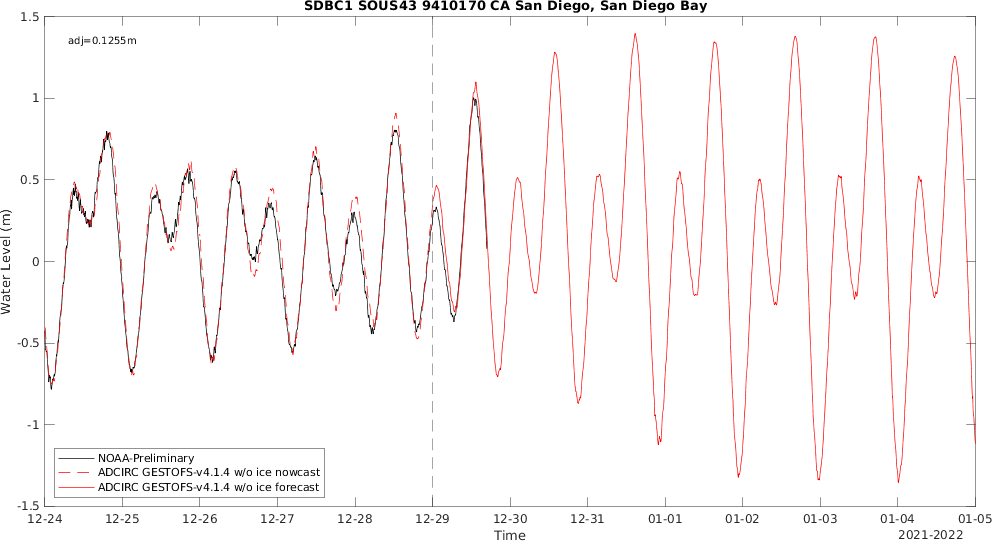 SDBC1 SOUS43 9410170 CA San Diego, San Diego Bay
adj=0.1255m
1.5
1
0.5
0
-0.5
-1
-1.5
Water Level (m)
NOAA-Preliminary
ADCIRC GESTOFS-v4.1.4 w/o ice nowcast
ADCIRC GESTOFS-v4.1.4 w/o ice forecast
12-24 12-25 12-26 12-27 12-28 12-29 12-30 12-31 01-01 01-02 01-03 01-04 01-05
Time
2021-2022